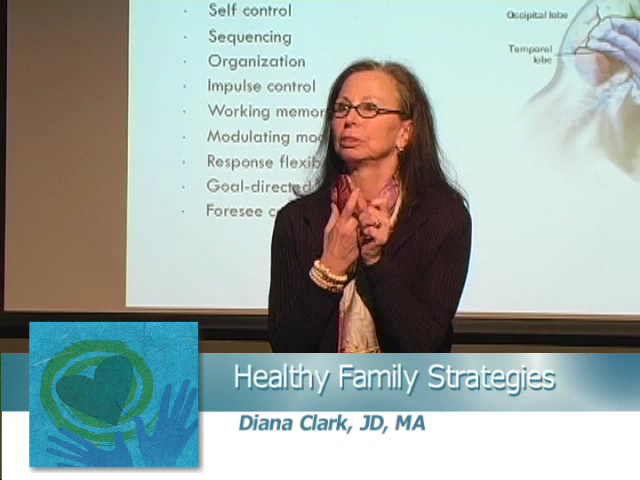 · Self control
· Sequencing
· Organization
· Impulse control
· Working
· Modulating
· Response
· Goal-directed
· Foresee
Occipital lobe
Temporal
lobe
Healthy Family Strategies
Diana Clark, JD, MA